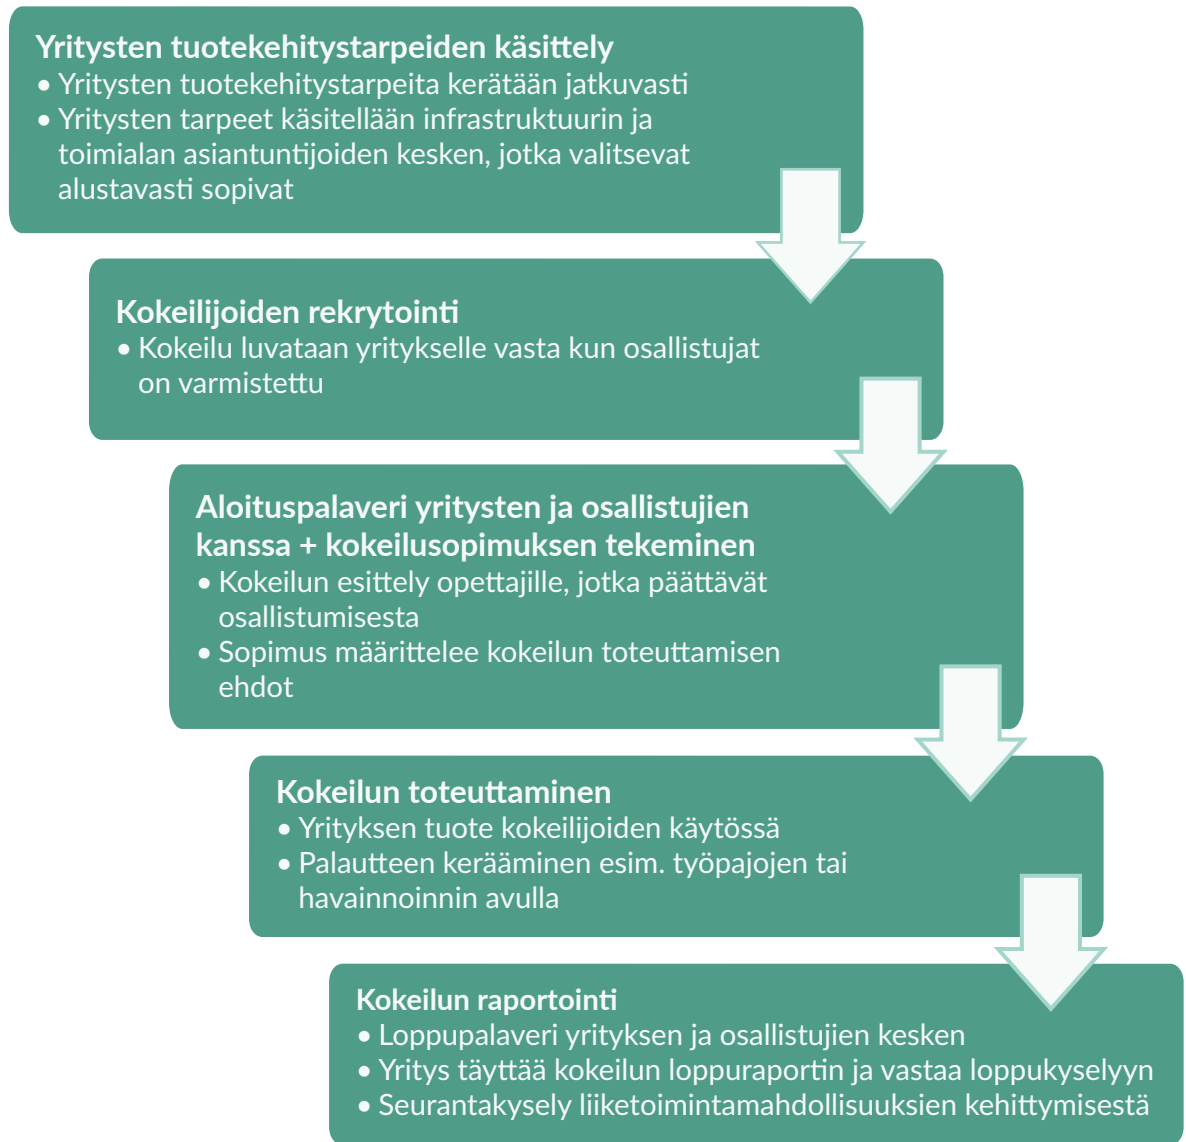 Yritysten tuotekehitystarpeiden käsittely
• Yritysten tuotekehitystarpeita kerätään jatkuvasti
• Yritysten tarpeet käsitellään infrastruktuurin ja
toimialan asiantuntijoiden kesken, jotka valitsevat
alustavasti sopivat
Kokeilijoiden rekrytointi
• Kokeilu luvataan yritykselle vasta kun osallistujat
on varmistettu
Aloituspalaveri yritysten ja osallistujien
kanssa + kokeilusopimuksen tekeminen
• Kokeilun esittely opettajille, jotka päättävät
osallistumisesta
• Sopimus määrittelee kokeilun toteuttamisen
ehdot
Kokeilun toteuttaminen
• Yrityksen tuote kokeilijoiden käytössä
• Palautteen kerääminen esim. työpajojen tai
havainnoinnin avulla
Kokeilun raportointi
• Loppupalaveri yrityksen ja osallistujien kesken
• Yritys täyttää kokeilun loppuraportin ja vastaa loppukyselyyn
• Seurantakysely liiketoimintamahdollisuuksien kehittymisestä